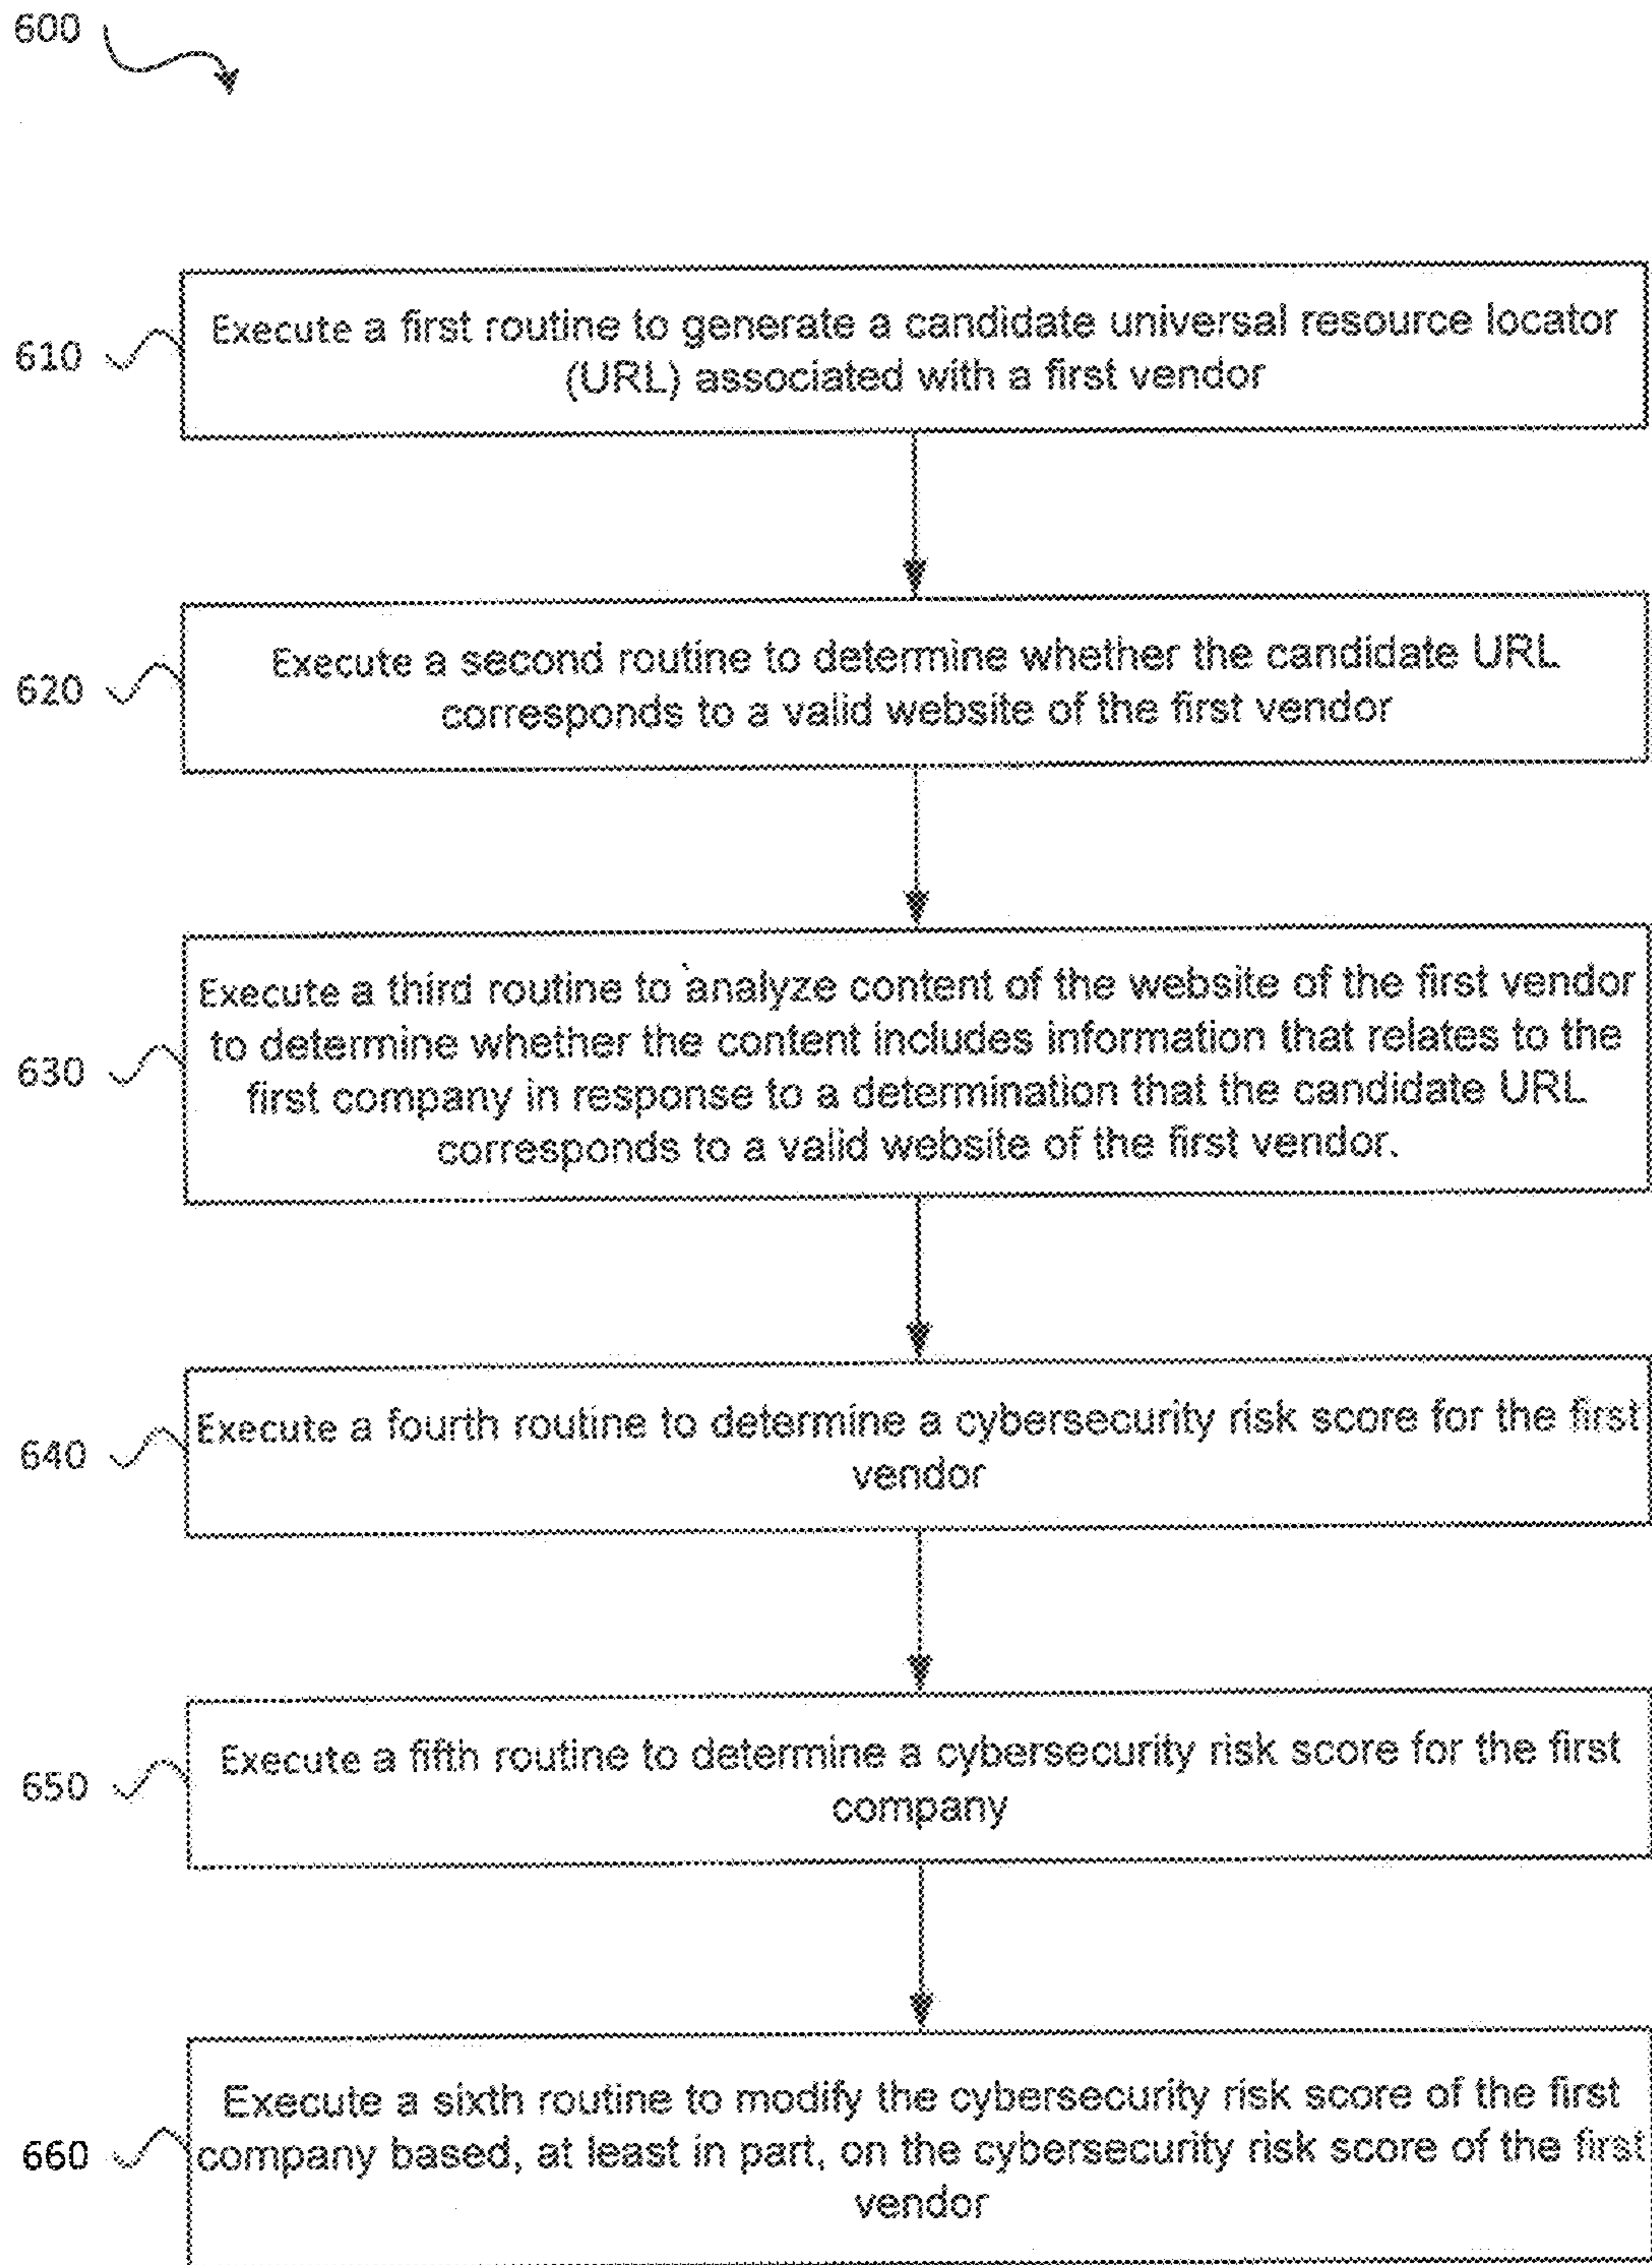 600
610
Execute a first routine to generate a candidate universal resource locator
(URL) associated with a first vendor
620
Execute a second routine to determine whether the candidate URL
corresponds to a valid website of the first vendor
630
Execute a third routine to analyze content of the website of the first vendor
to determine whether the content includes information that relates to the
first company in response to a determination that the candidate URL
corresponds to a valid website of the first vendor.
640
Execute a fourth routine to determine a cybersecurity risk score for the first
vendor
650
Execute a fifth routine to determine a cybersecurity risk score for the first
company
660
Execute a sixth routine to modify the cybersecurity risk score of the first
company based, at least in part, on the cybersecurity risk score of the first
vendor